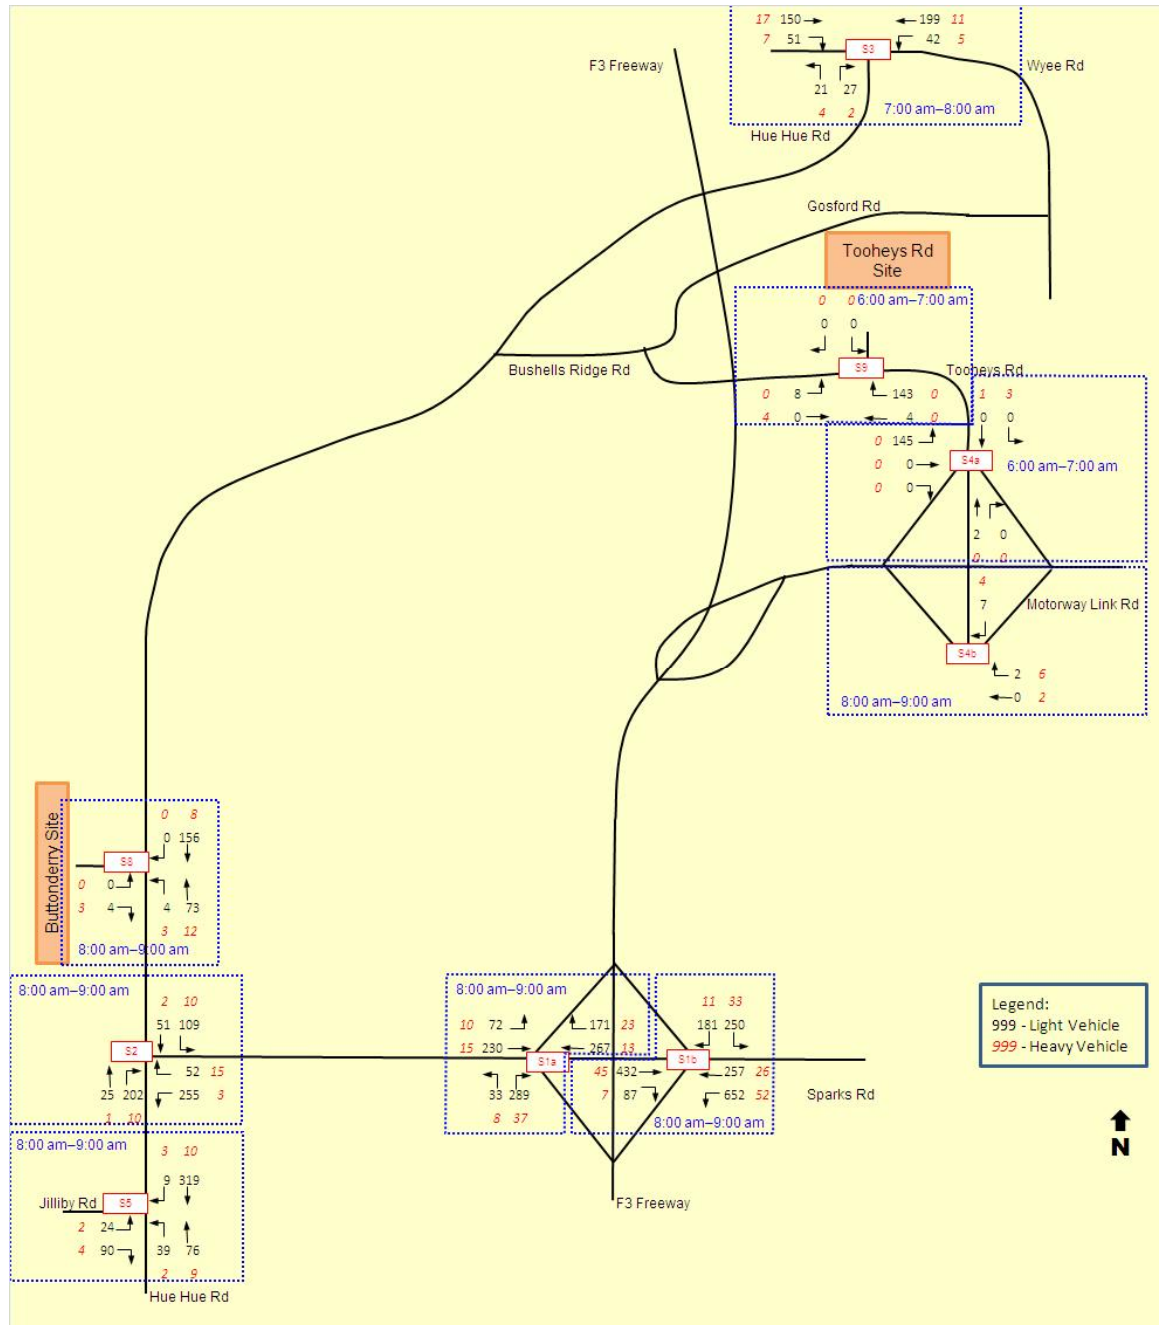 17 150 199 11
7 51 S3 42 5
F3 Freeway
Wyee Rd
21 27
4 2
7:00 am–8:00 am
Hue Hue Rd
Gosford Rd
Tooheys Rd
Site
0 0 6:00 am–7:00 am
0 0
Bushells Ridge Rd
S9
Tooheys Rd
0 8 143 0
4 0 4 0
1 3
0 0
0 145
0 0 S4a 6:00 am–7:00 am
0 0
2 0
0 0
4
7
Motorway Link Rd
S4b
2 6
0 2
8:00 am–9:00 am
Buttonderry Site
0 8
0 156
S8
0 0
3 4 4 73
3 12
8:00 am–9:00 am
8:00 am–9:00 am
2 10
51 109
S2
52 15
25 202 255 3
1 10
8:00 am–9:00 am
10 72 171 23
15 230 267 13
S1a
33 289
8 37
11 33
181 250
S1b
45 432 257 26
7 87 652 52
8:00 am–9:00 am
Sparks Rd
Legend:
999 - Light Vehicle
999 - Heavy Vehicle
N
8:00 am–9:00 am
3 10
9 319
Jilliby Rd S5
2 24
4 90 39 76
2 9
Hue Hue Rd
F3 Freeway